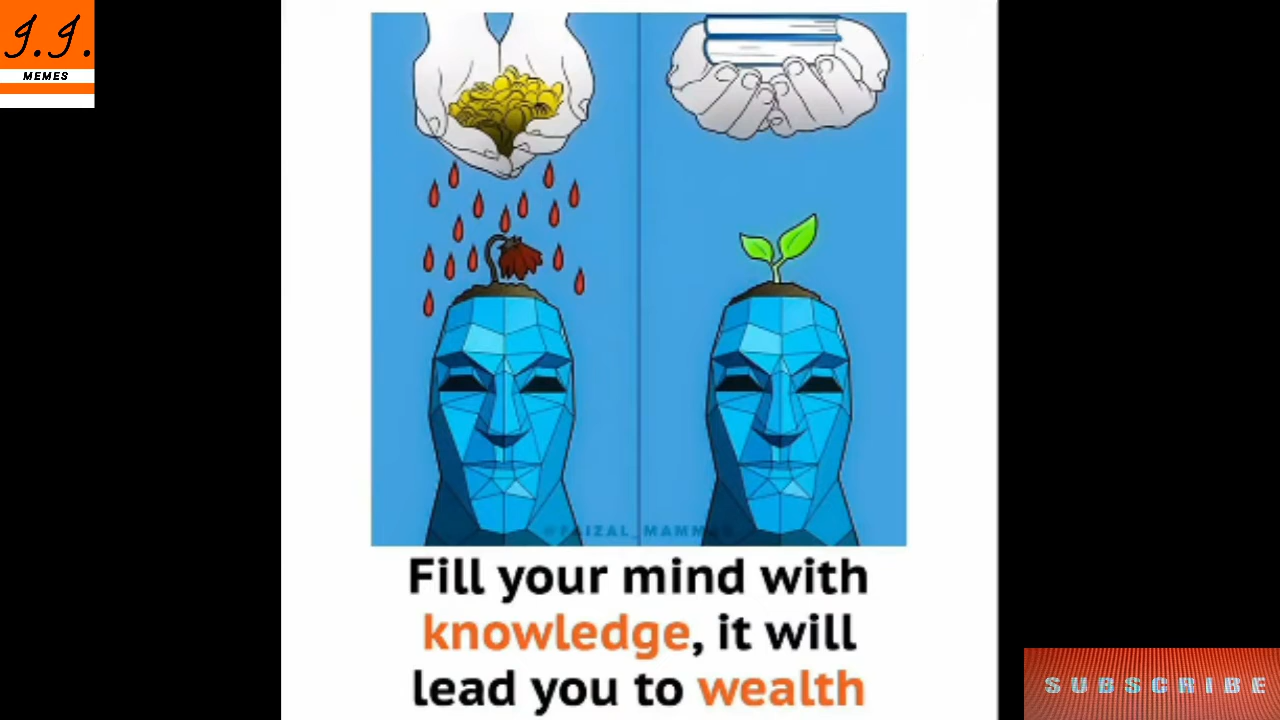 J.J.
MEMES
Fill your mind with
knowledge, it will
lead you to wealth
SUBSCRIBE